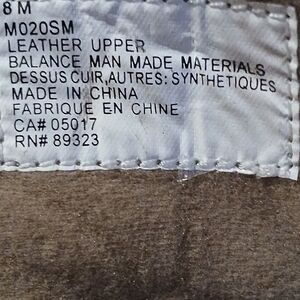 8 M
M020SM
LEATHER UPPER
BALANCE MAN MADE MATERIALS
DESSUS CUIR,AUTRES: SYNTHETIQUES
MADE IN CHINA
FABRIQUE EN CHINE
CA# 05017
RN# 89323